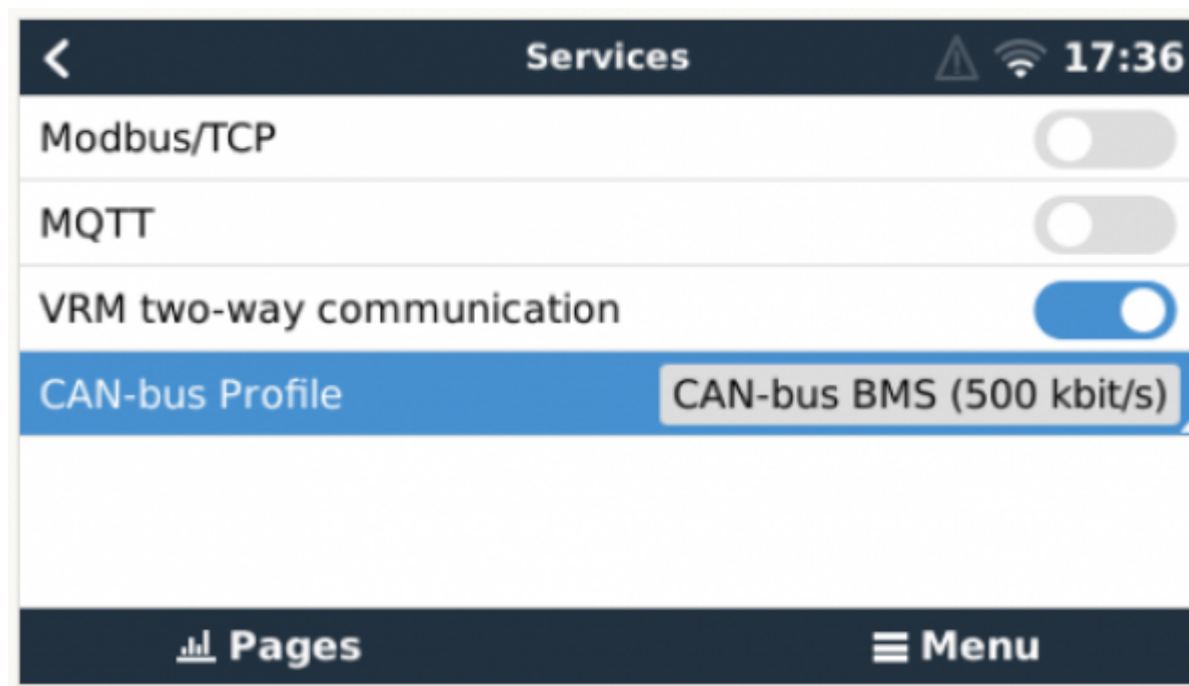 Services 17:36
Modbus/TCP
MQTT
VRM two-way communication
CAN-bus Profile CAN-bus BMS (500 kbit/s)
Pages Menu